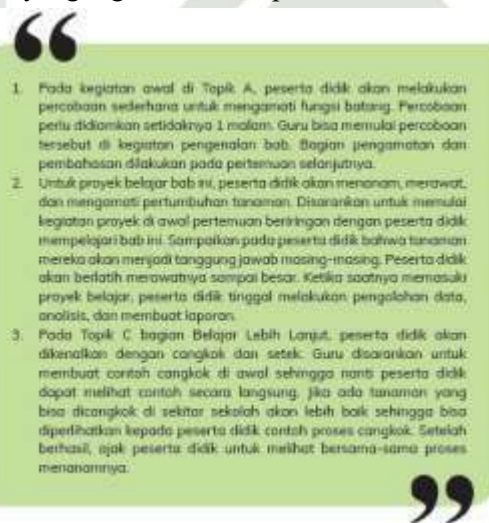 “
1. Pada kegiatan awal di Topik A, peserta didik akan melakukan
percobaan sederhana untuk mengamati fungsi batang. Percobaan
perlu didiamkan setidaknya 1 malam. Guru bisa memulai percobaan
tersebut di kegiatan pengenalan bab. Bagian pengamatan dan
pembahasan dilakukan pada pertemuan selanjutnya.
2. Untuk proyek belajar bab ini, peserta didik akan menanam, merawat,
dan mengamati pertumbuhan tanaman. Disarankan untuk memulai
kegiatan proyek di awal pertemuan beriringan dengan peserta didik
mempelajari bab ini. Sampaikan pada peserta didik bahwa tanaman
mereka akan menjadi tanggung jawab masing-masing. Peserta didik
akan berlatih merawatnya sampai besar. Ketika saatnya memasuki
proyek belajar, peserta didik tinggal melakukan pengolahan data,
analisis, dan membuat laporan.
3. Pada Topik C bagian Belajar Lebih Lanjut, peserta didik akan
dikenalkan dengan cangkok dan setek. Guru disarankan untuk
membuat contoh cangkok di awal sehingga nanti peserta didik
dapat melihat contoh secara langsung. Jika ada tanaman yang
bisa dicangkok di sekitar sekolah akan lebih baik sehingga bisa
diperlihatkan kepada peserta didik contoh proses cangkok. Setelah
berhasil, ajak peserta didik untuk melihat bersama-sama proses
menanamnya.
”